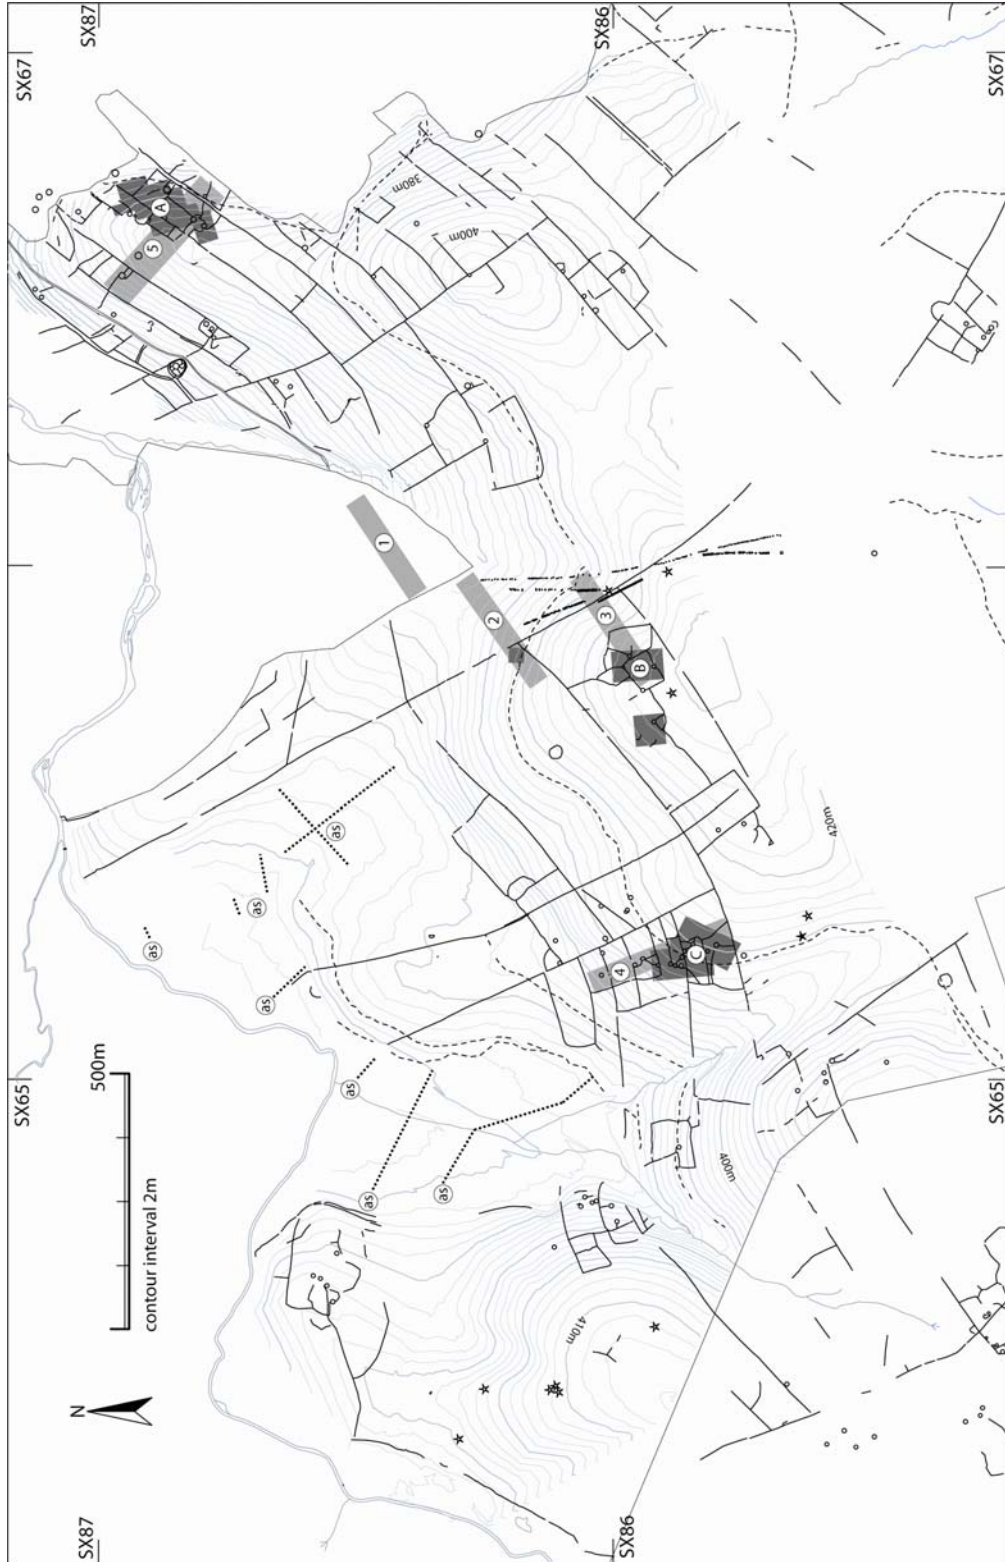 SX65
SX67
N
SX87
500m
SX87
contour interval 2m
as
5
A
as
as
as
as
as
1
380m
as
400m
2
410m
3
SX86
SX86
4
B
C
400m
420m
SX65
SX67